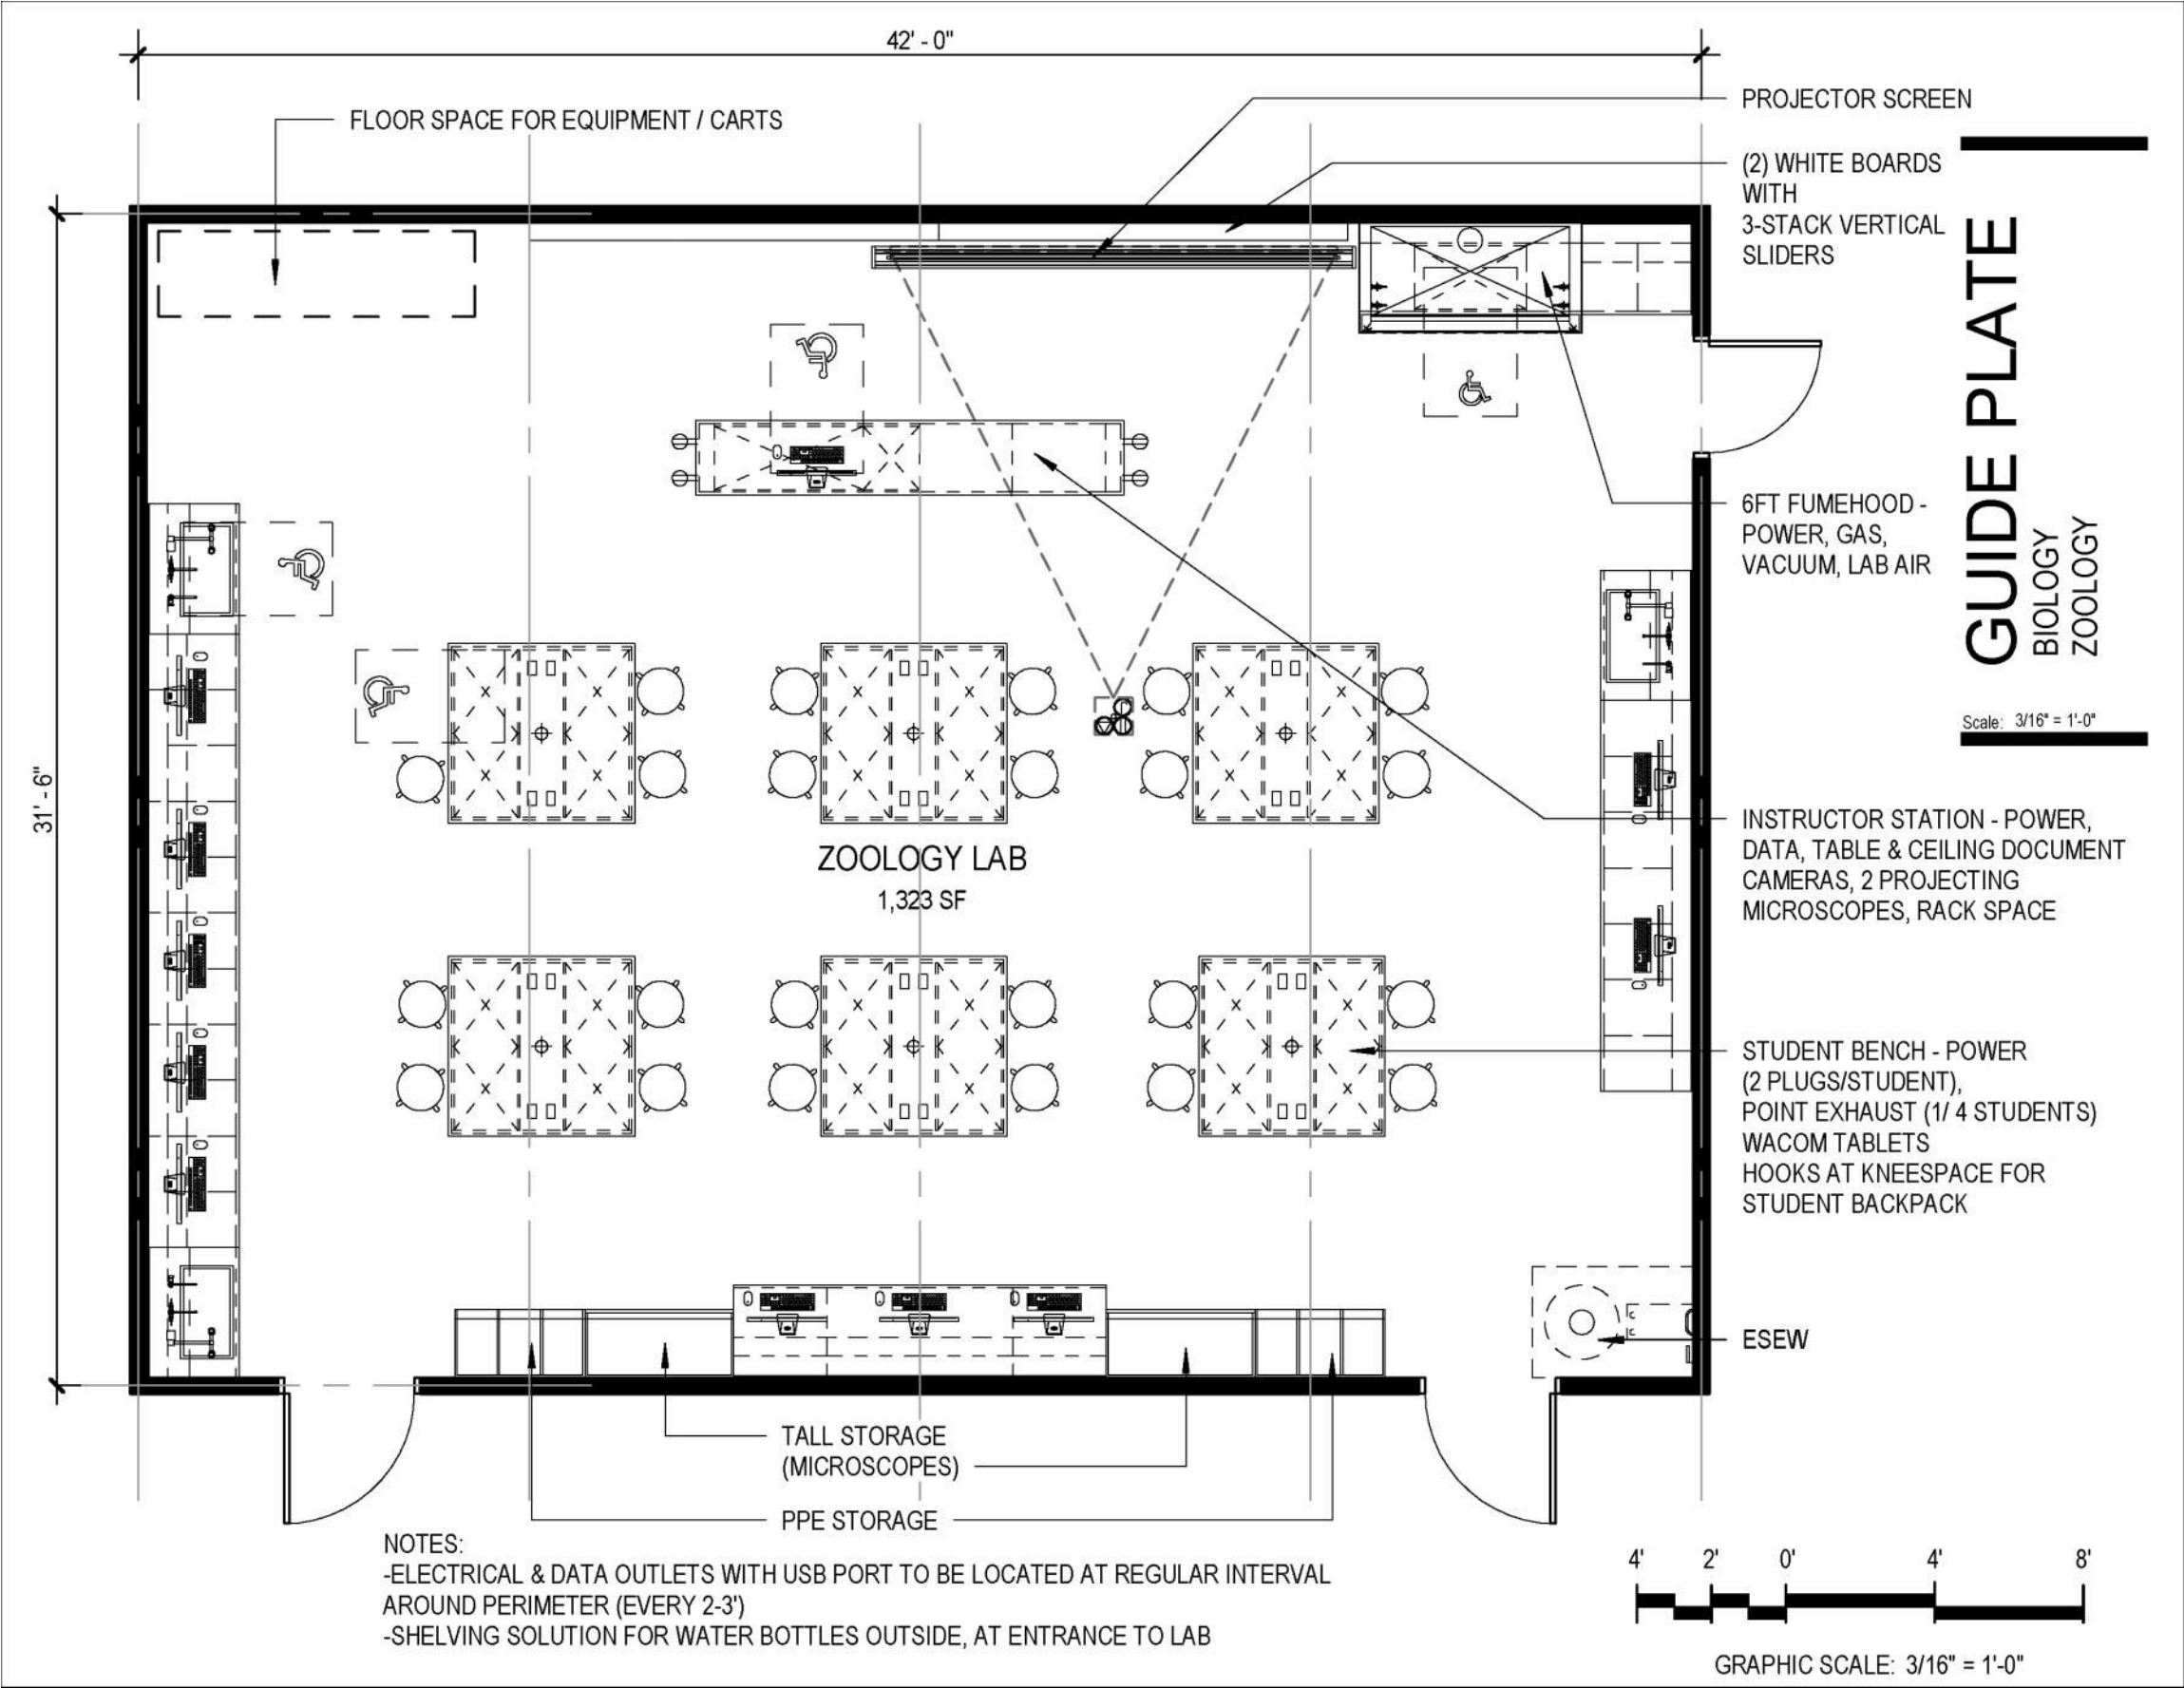 42' - 0"
FLOOR SPACE FOR EQUIPMENT / CARTS
PROJECTOR SCREEN
(2) WHITE BOARDS
WITH
3-STACK VERTICAL
SLIDERS
GUIDE PLATE
BIOLOGY
ZOOLOGY
Scale: 3/16" = 1'-0"
6FT FUMEHOOD -
POWER, GAS,
VACUUM, LAB AIR
31' - 6"
ZOOLOGY LAB
1,323 SF
INSTRUCTOR STATION - POWER,
DATA, TABLE & CEILING DOCUMENT
CAMERAS, 2 PROJECTING
MICROSCOPES, RACK SPACE
STUDENT BENCH - POWER
(2 PLUGS/STUDENT),
POINT EXHAUST (1/ 4 STUDENTS)
WACOM TABLETS
HOOKS AT KNEESPACE FOR
STUDENT BACKPACK
ESEW
TALL STORAGE
(MICROSCOPES)
PPE STORAGE
NOTES:
-ELECTRICAL & DATA OUTLETS WITH USB PORT TO BE LOCATED AT REGULAR INTERVAL
AROUND PERIMETER (EVERY 2-3')
-SHELVING SOLUTION FOR WATER BOTTLES OUTSIDE, AT ENTRANCE TO LAB
4' 2' 0' 4' 8'
GRAPHIC SCALE: 3/16" = 1'-0"